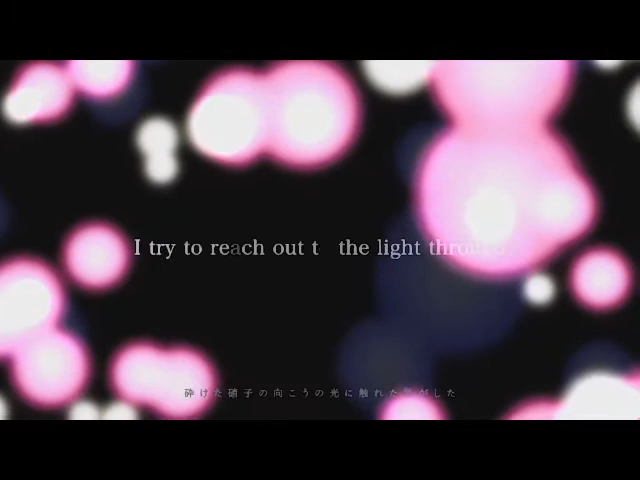 I try to reach out t the light through
砕けた硝子の向こうの光に触れた がした